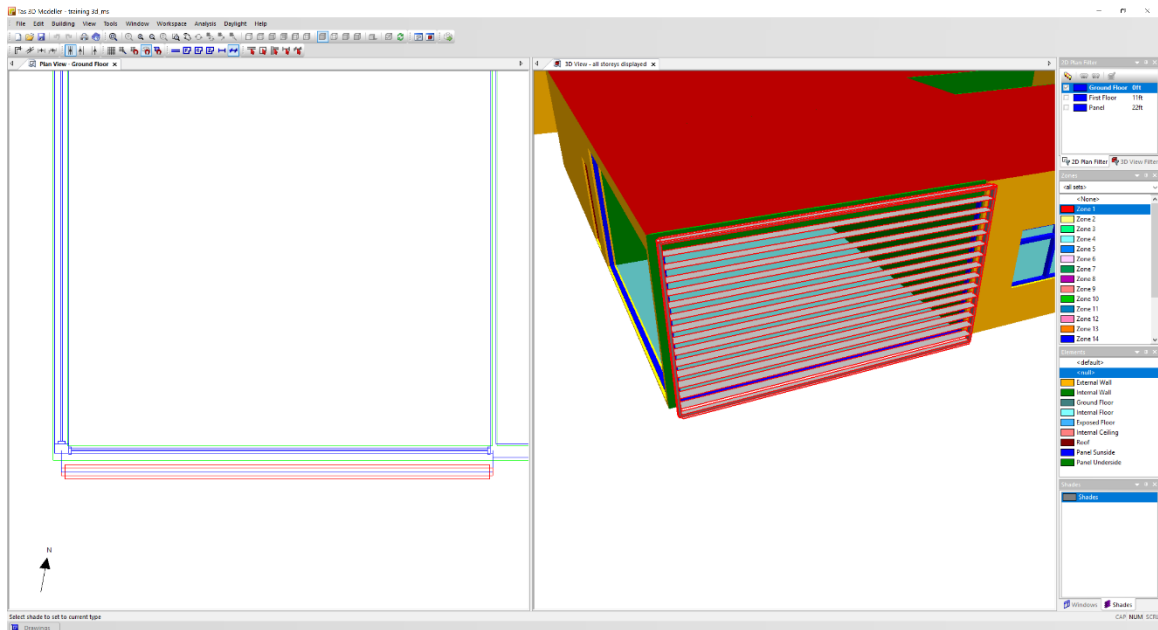 Tas 3D Modeller - training 3d_ms
File Edit Building View Tools Window Workspace Analysis Daylight Help
Plan View - Ground Floor x
3D View - all storeys displayed x
2D Plan Filter
Ground Floor 0ft
First Floor 11ft
Panel 22ft
2D Plan Filter 3D View Filter
Zones
<all sets>
<None>
Zone 1
Zone 2
Zone 3
Zone 4
Zone 5
Zone 6
Zone 7
Zone 8
Zone 9
Zone 10
Zone 11
Zone 12
Zone 13
Zone 14
Elements
<default>
<null>
External Wall
Internal Wall
Ground Floor
Internal Floor
Exposed Floor
Internal Ceiling
Roof
Panel Sunside
Panel Underside
Shades
Shades
N
Windows Shades
Select shade to set to current type
CAP NUM SCRL
Drawings